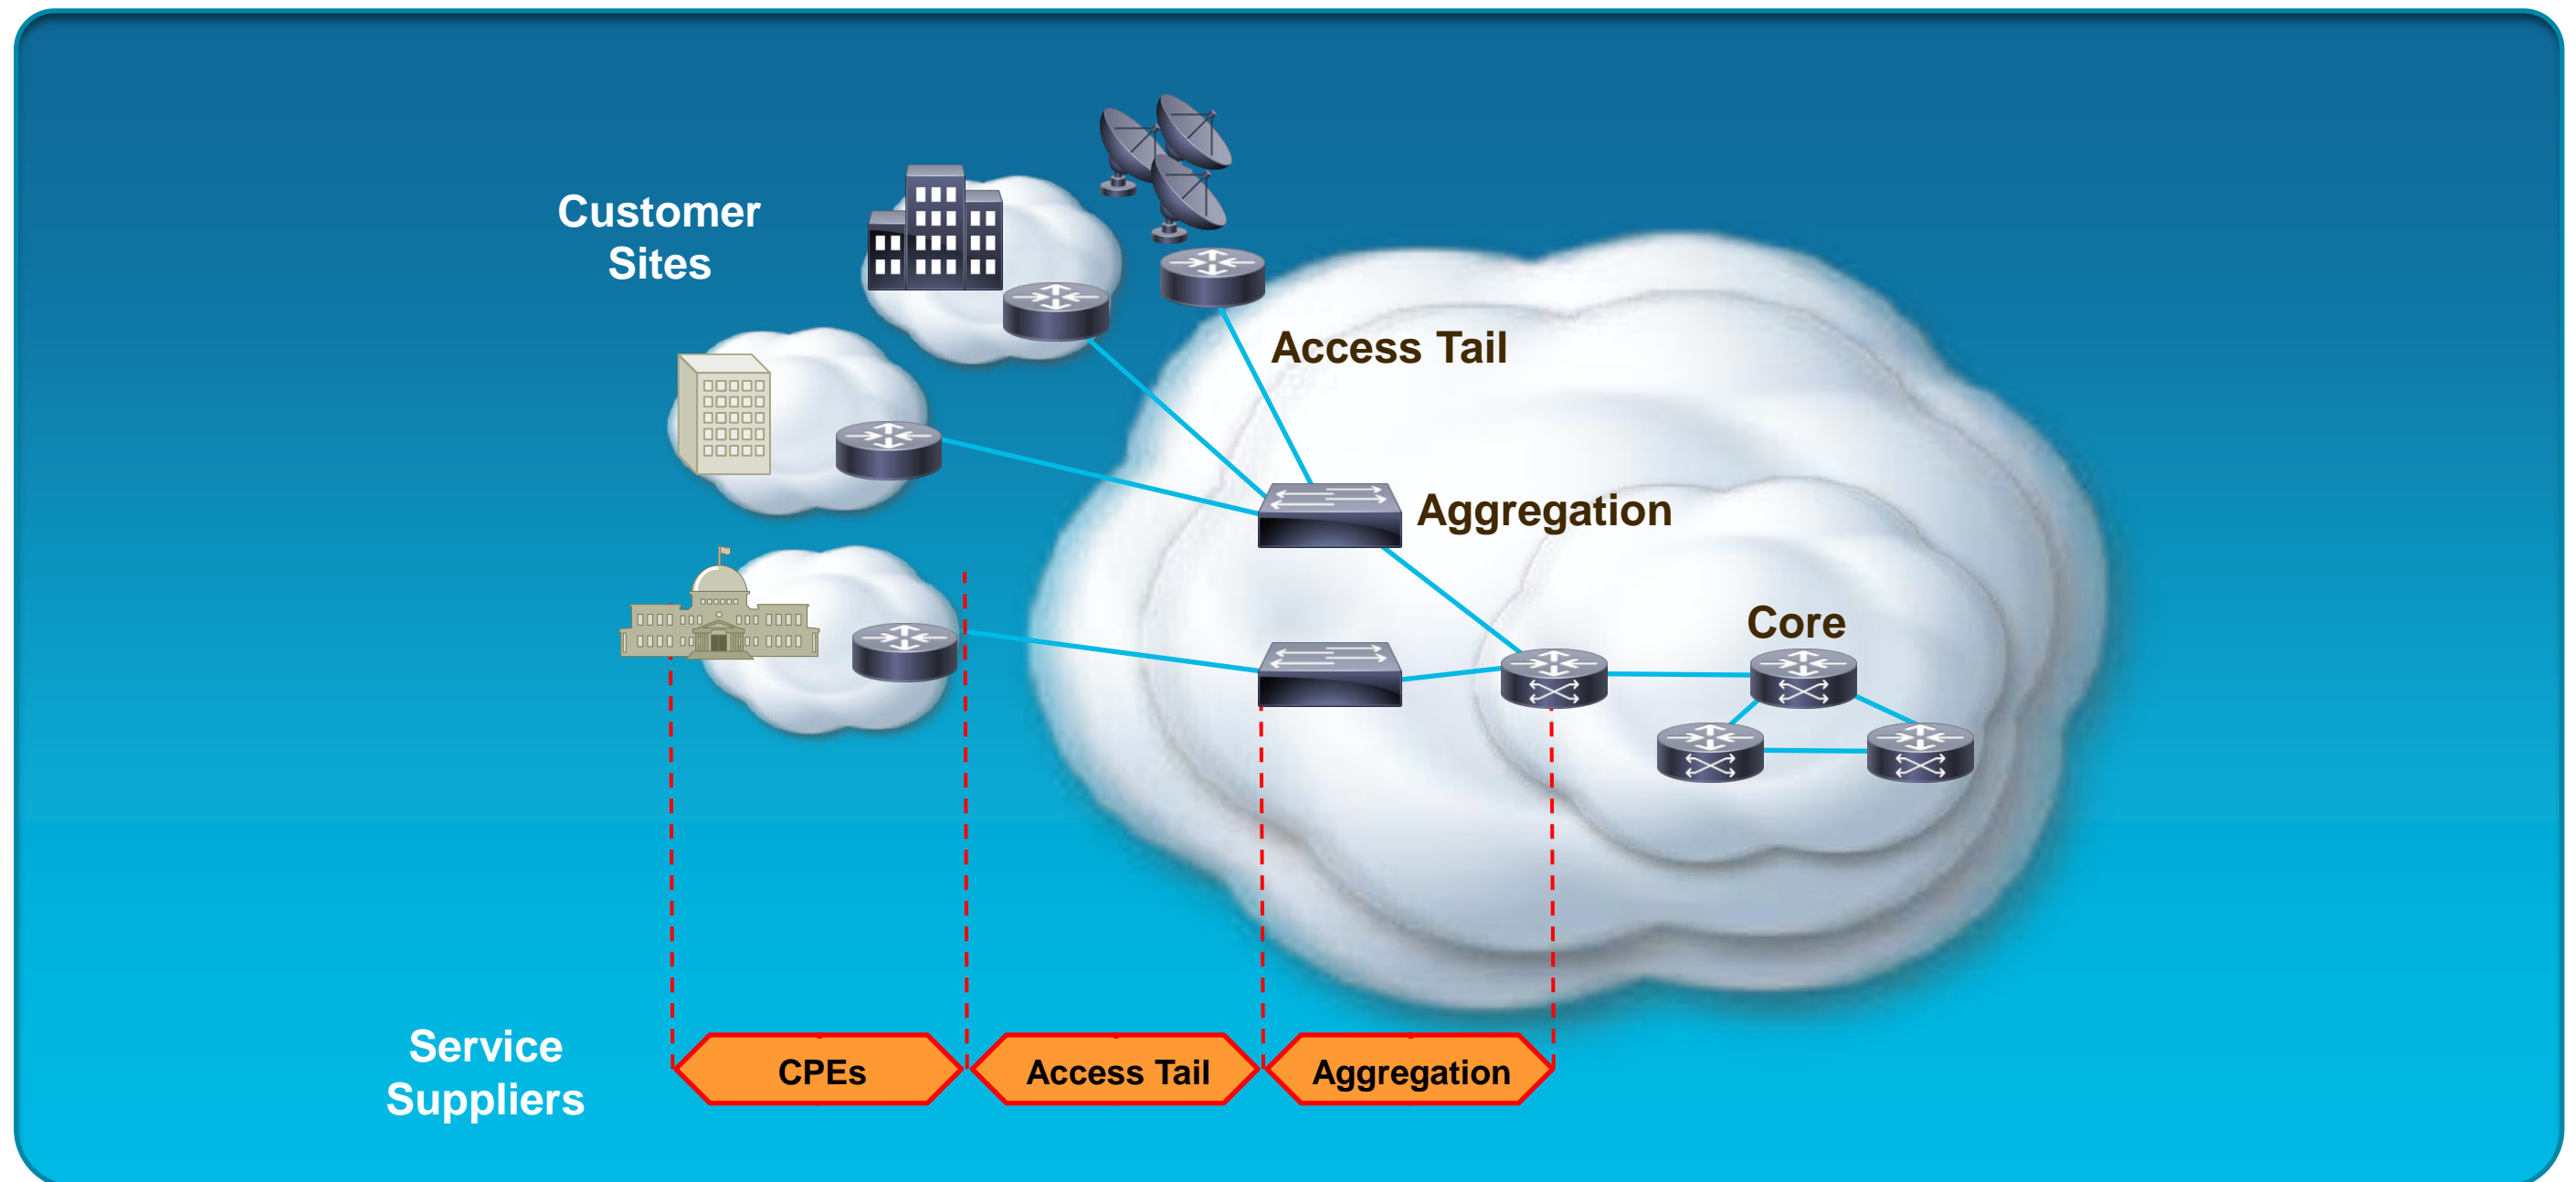 Customer
Sites
Access Tail
Aggregation
Core
Service
Suppliers
CPEs
Access Tail
Aggregation